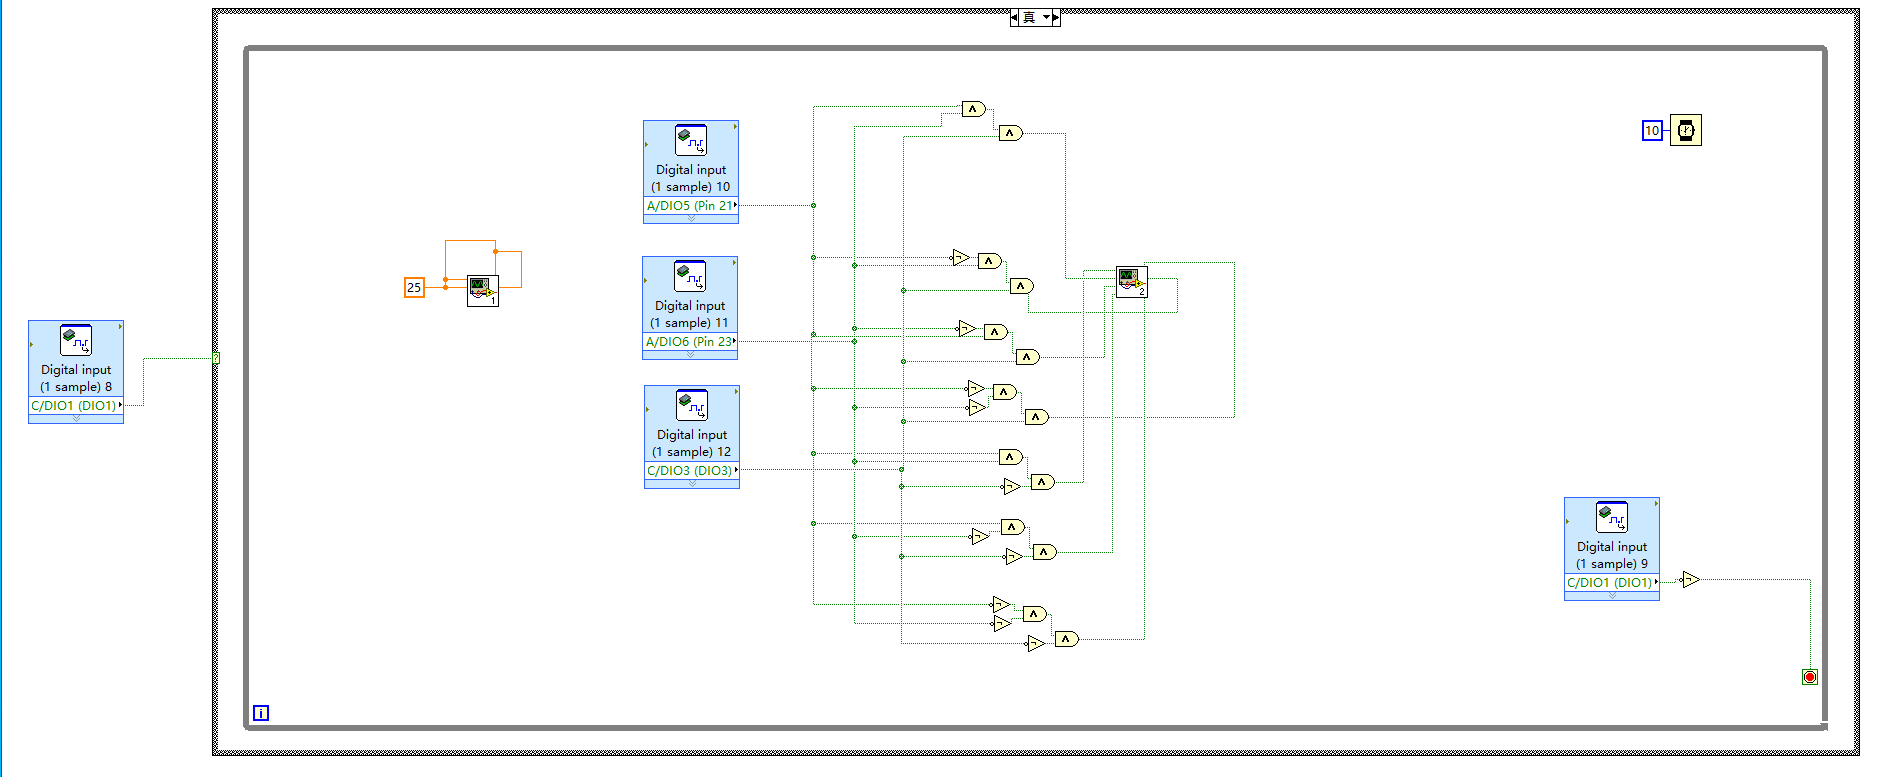 真
10
Digital input
(1 sample) 10
A/DIO5 (Pin 21
25
1
Digital input
(1 sample) 11
A/DIO6 (Pin 23
2
Digital input
(1 sample) 8
C/DIO1 (DIO1)
?
Digital input
(1 sample) 12
C/DIO3 (DIO3)
Digital input
(1 sample) 9
C/DIO1 (DIO1)
i